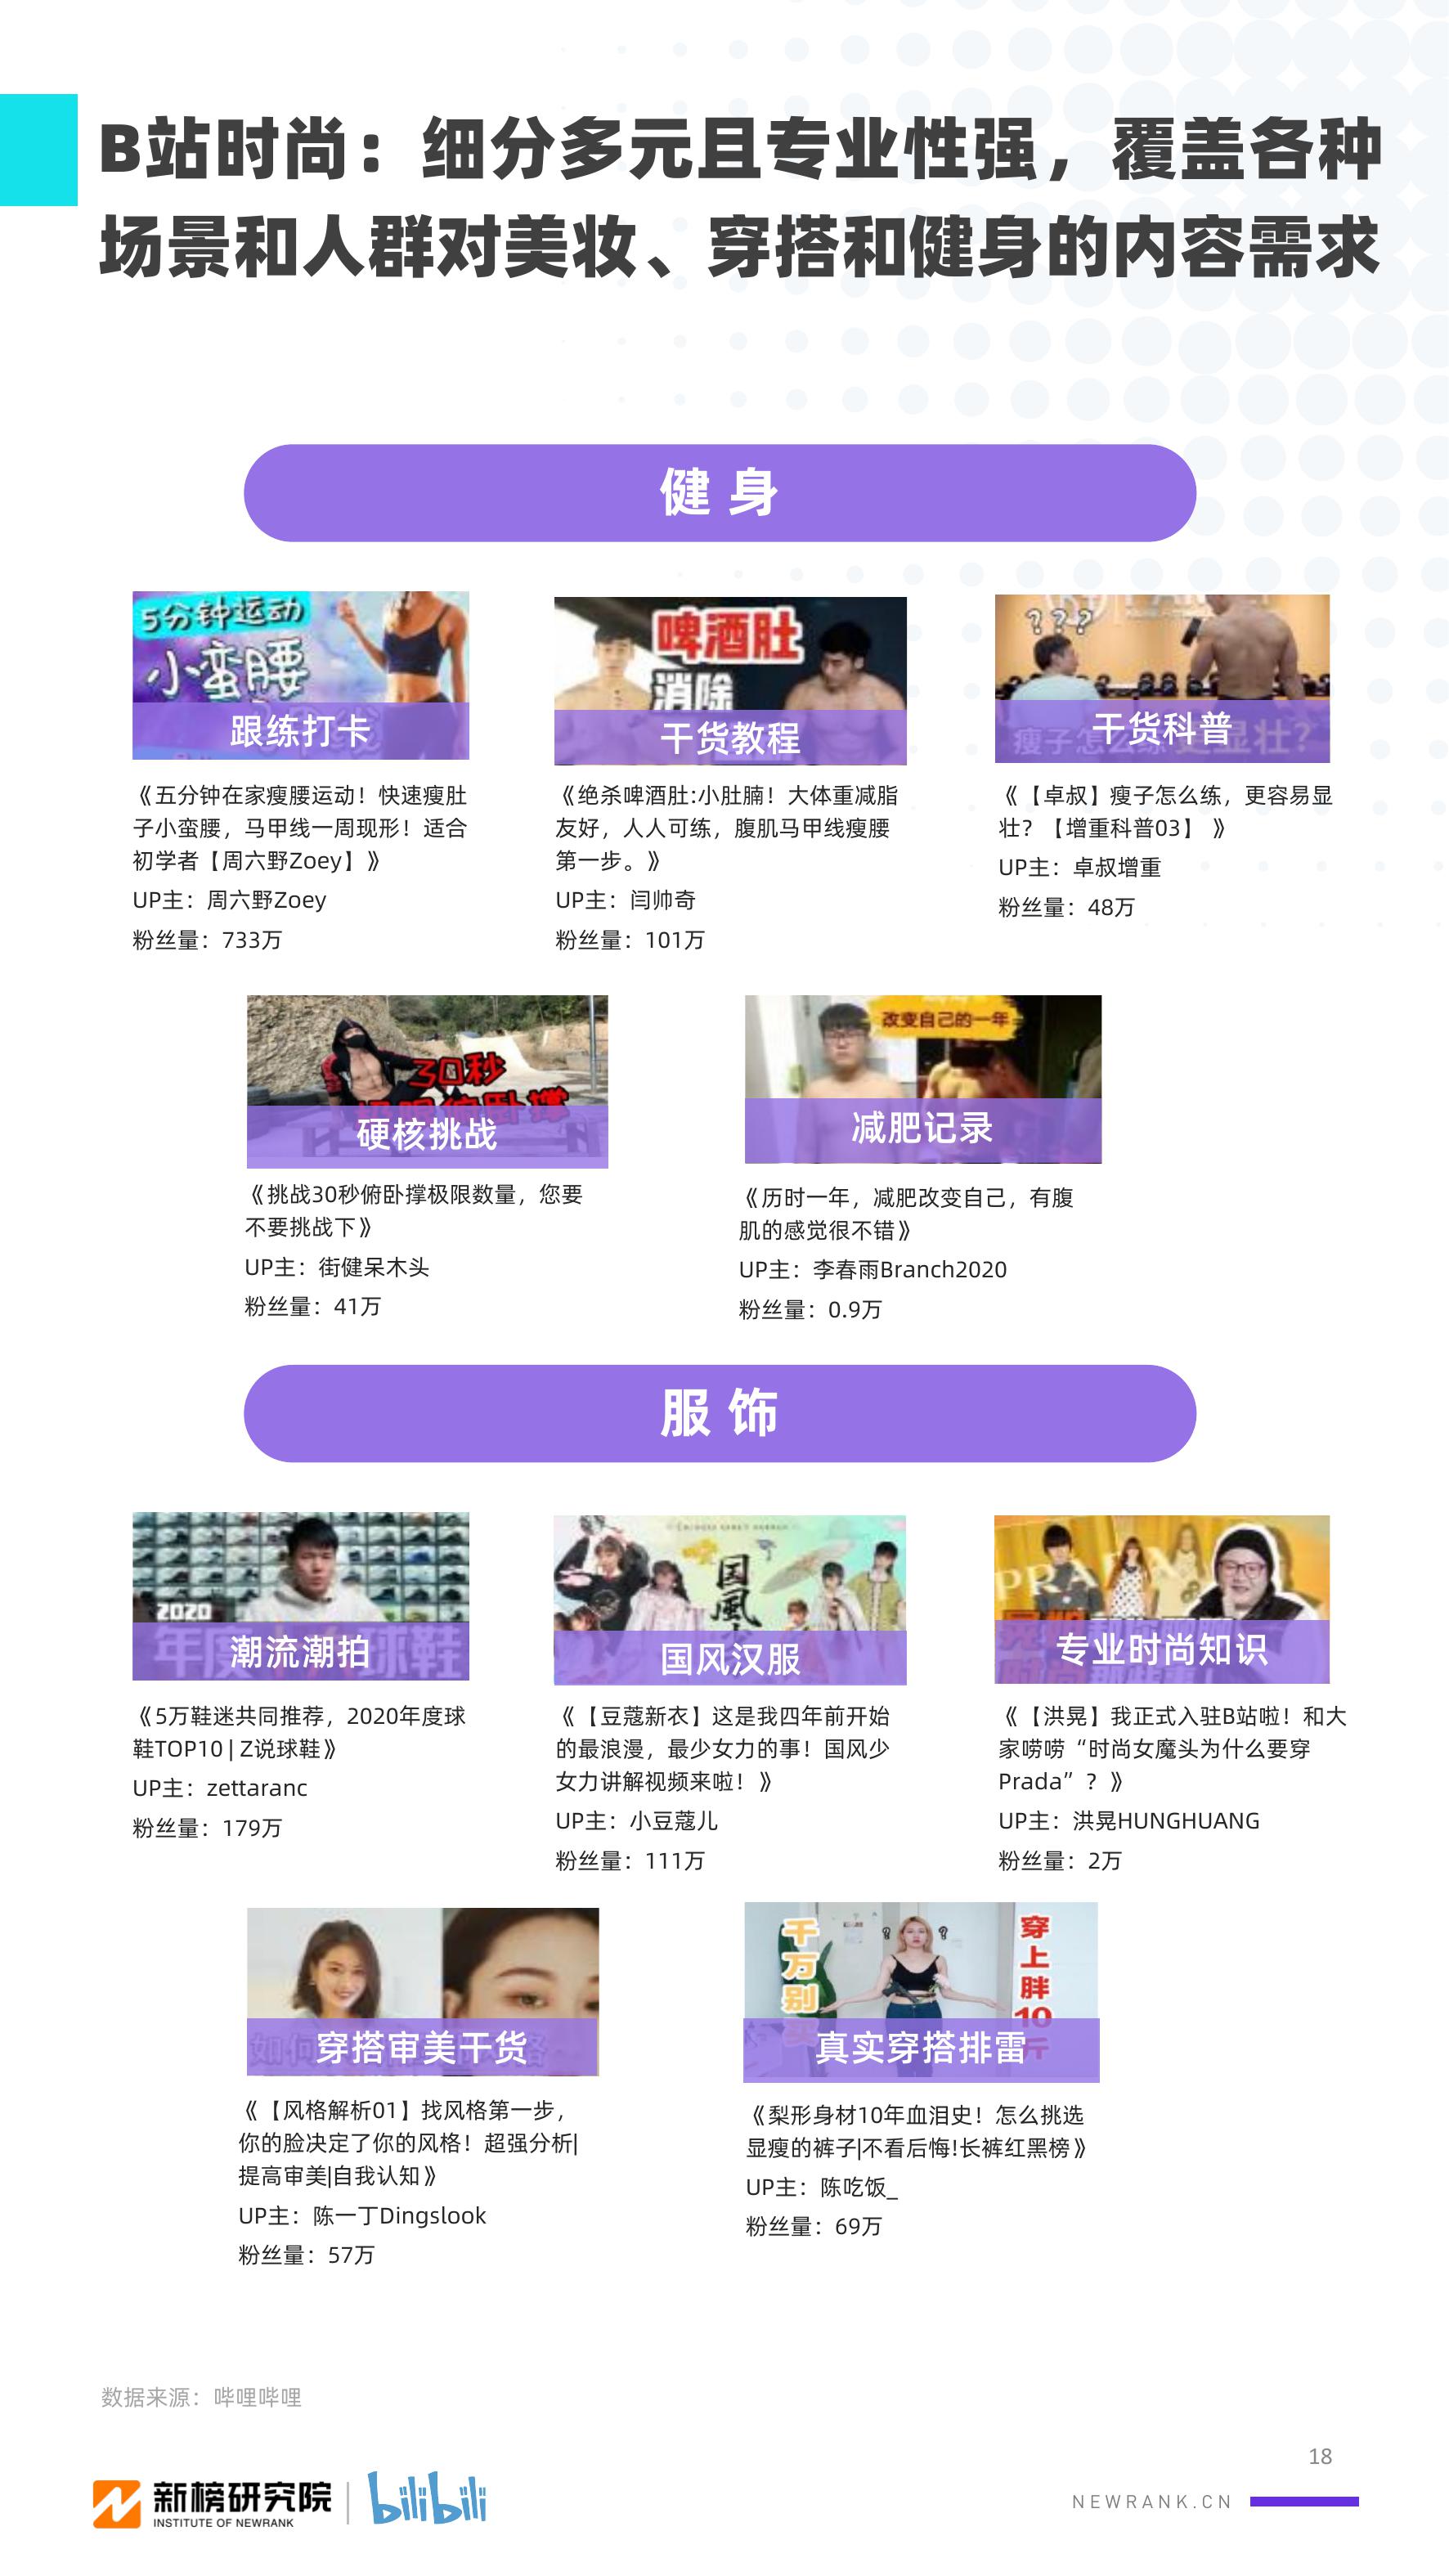 B站时尚：细分多元且专业性强，覆盖各种
场景和人群对美妆、穿搭和健身的内容需求
健身
5分钟运动
小蛮腰
跟练打卡
啤酒肚
消除
干货教程
???
瘦子怎么
显壮？
干货科普
《五分钟在家瘦腰运动！快速瘦肚
子小蛮腰，马甲线一周现形！适合
初学者【周六野Zoey】》
UP主：周六野Zoey
粉丝量：733万
《绝杀啤酒肚:小肚腩！大体重减脂
友好，人人可练，腹肌马甲线瘦腰
第一步。》
UP主：闫帅奇
粉丝量：101万
《【卓叔】瘦子怎么练，更容易显
壮？【增重科普03】 》
UP主：卓叔增重
粉丝量：48万
30秒
硬核挑战
改变自己的一年
减肥记录
《挑战30秒俯卧撑极限数量，您要
不要挑战下》
UP主：街健呆木头
粉丝量：41万
《历时一年，减肥改变自己，有腹
肌的感觉很不错》
UP主：李春雨Branch2020
粉丝量：0.9万
服饰
2020
年度
球鞋
潮流潮拍
国風
国风汉服
PRADA
专业时尚知识
《5万鞋迷共同推荐，2020年度球
鞋TOP10 | Z说球鞋》
UP主：zettaranc
粉丝量：179万
《【豆蔻新衣】这是我四年前开始
的最浪漫，最少女力的事！国风少
女力讲解视频来啦！》
UP主：小豆蔻儿
粉丝量：111万
《【洪晃】我正式入驻B站啦！和大
家唠唠“时尚女魔头为什么要穿
Prada”？》
UP主：洪晃HUNGHUANG
粉丝量：2万
如何
穿搭审美干货
千万别
穿上胖10斤
? ?
真实穿搭排雷
《【风格解析01】找风格第一步，
你的脸决定了你的风格！超强分析|
提高审美|自我认知》
UP主：陈一丁Dingslook
粉丝量：57万
《梨形身材10年血泪史！怎么挑选
显瘦的裤子|不看后悔!长裤红黑榜》
UP主：陈吃饭_
粉丝量：69万
数据来源：哔哩哔哩
18
新榜研究院
INSTITUTE OF NEWRANK
bilibili
NEWRANK.CN